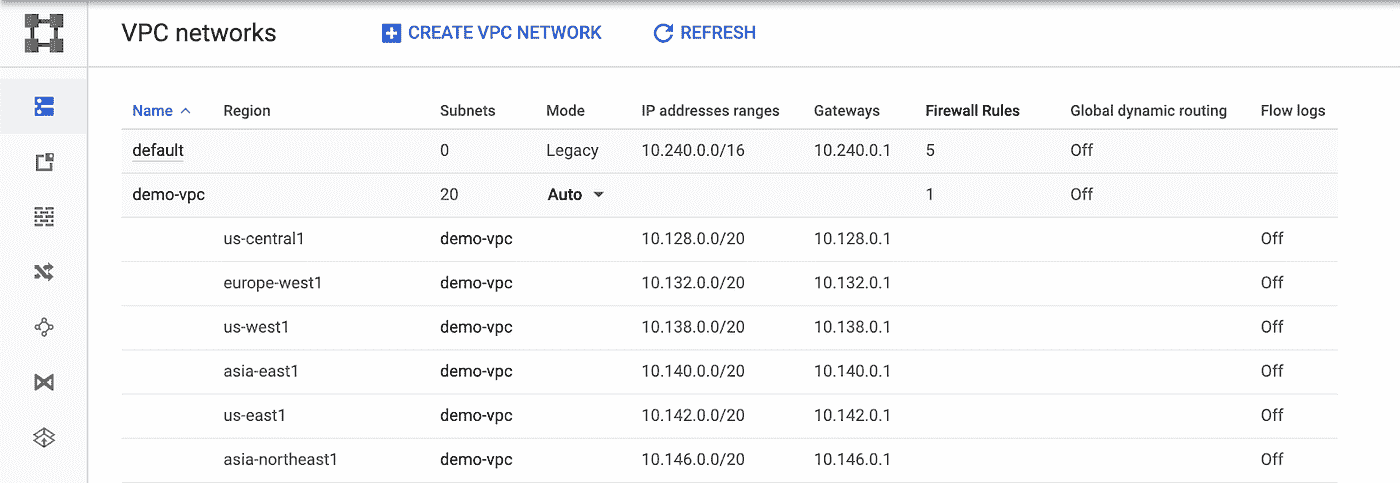 VPC networks CREATE VPC NETWORK REFRESH
Name Region Subnets Mode IP addresses ranges Gateways Firewall Rules Global dynamic routing Flow logs
default 0 Legacy 10.240.0.0/16 10.240.0.1 5 Off
demo-vpc 20 Auto 1 Off
us-central1 demo-vpc 10.128.0.0/20 10.128.0.1 Off
europe-west1 demo-vpc 10.132.0.0/20 10.132.0.1 Off
us-west1 demo-vpc 10.138.0.0/20 10.138.0.1 Off
asia-east1 demo-vpc 10.140.0.0/20 10.140.0.1 Off
us-east1 demo-vpc 10.142.0.0/20 10.142.0.1 Off
asia-northeast1 demo-vpc 10.146.0.0/20 10.146.0.1 Off